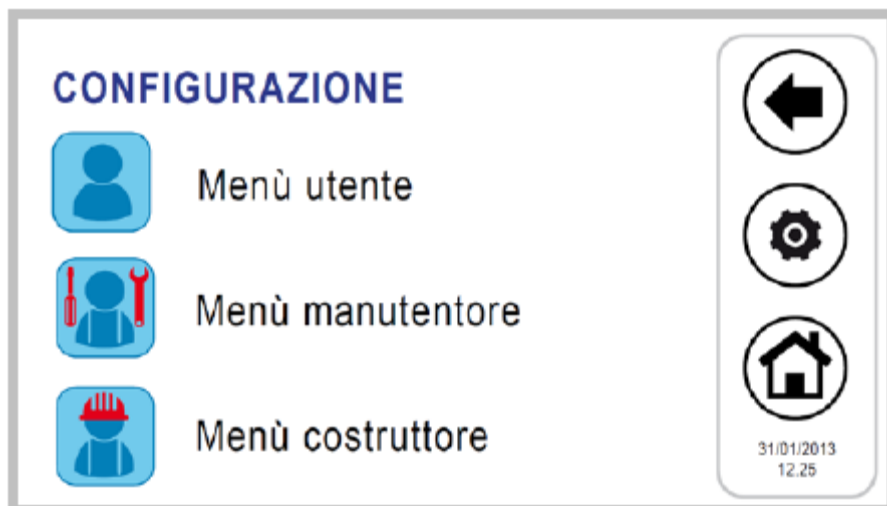 CONFIGURAZIONE
Menù utente
Menù manutentore
Menù costruttore
31/01/2013
12.25